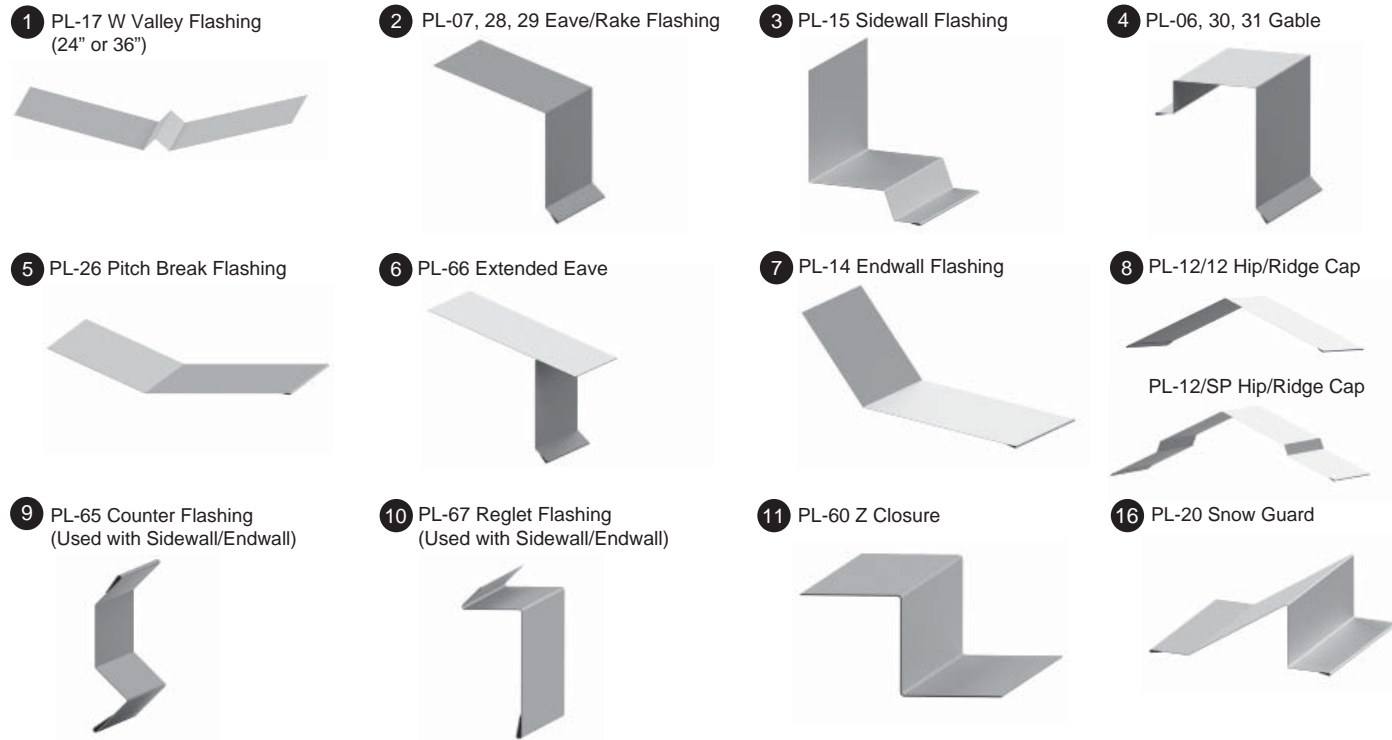 1 PL-17 W Valley Flashing
(24” or 36”)
2 PL-07, 28, 29 Eave/Rake Flashing
3 PL-15 Sidewall Flashing
4 PL-06, 30, 31 Gable
5 PL-26 Pitch Break Flashing
6 PL-66 Extended Eave
7 PL-14 Endwall Flashing
8 PL-12/12 Hip/Ridge Cap
PL-12/SP Hip/Ridge Cap
9 PL-65 Counter Flashing
(Used with Sidewall/Endwall)
10 PL-67 Reglet Flashing
(Used with Sidewall/Endwall)
11 PL-60 Z Closure
16 PL-20 Snow Guard